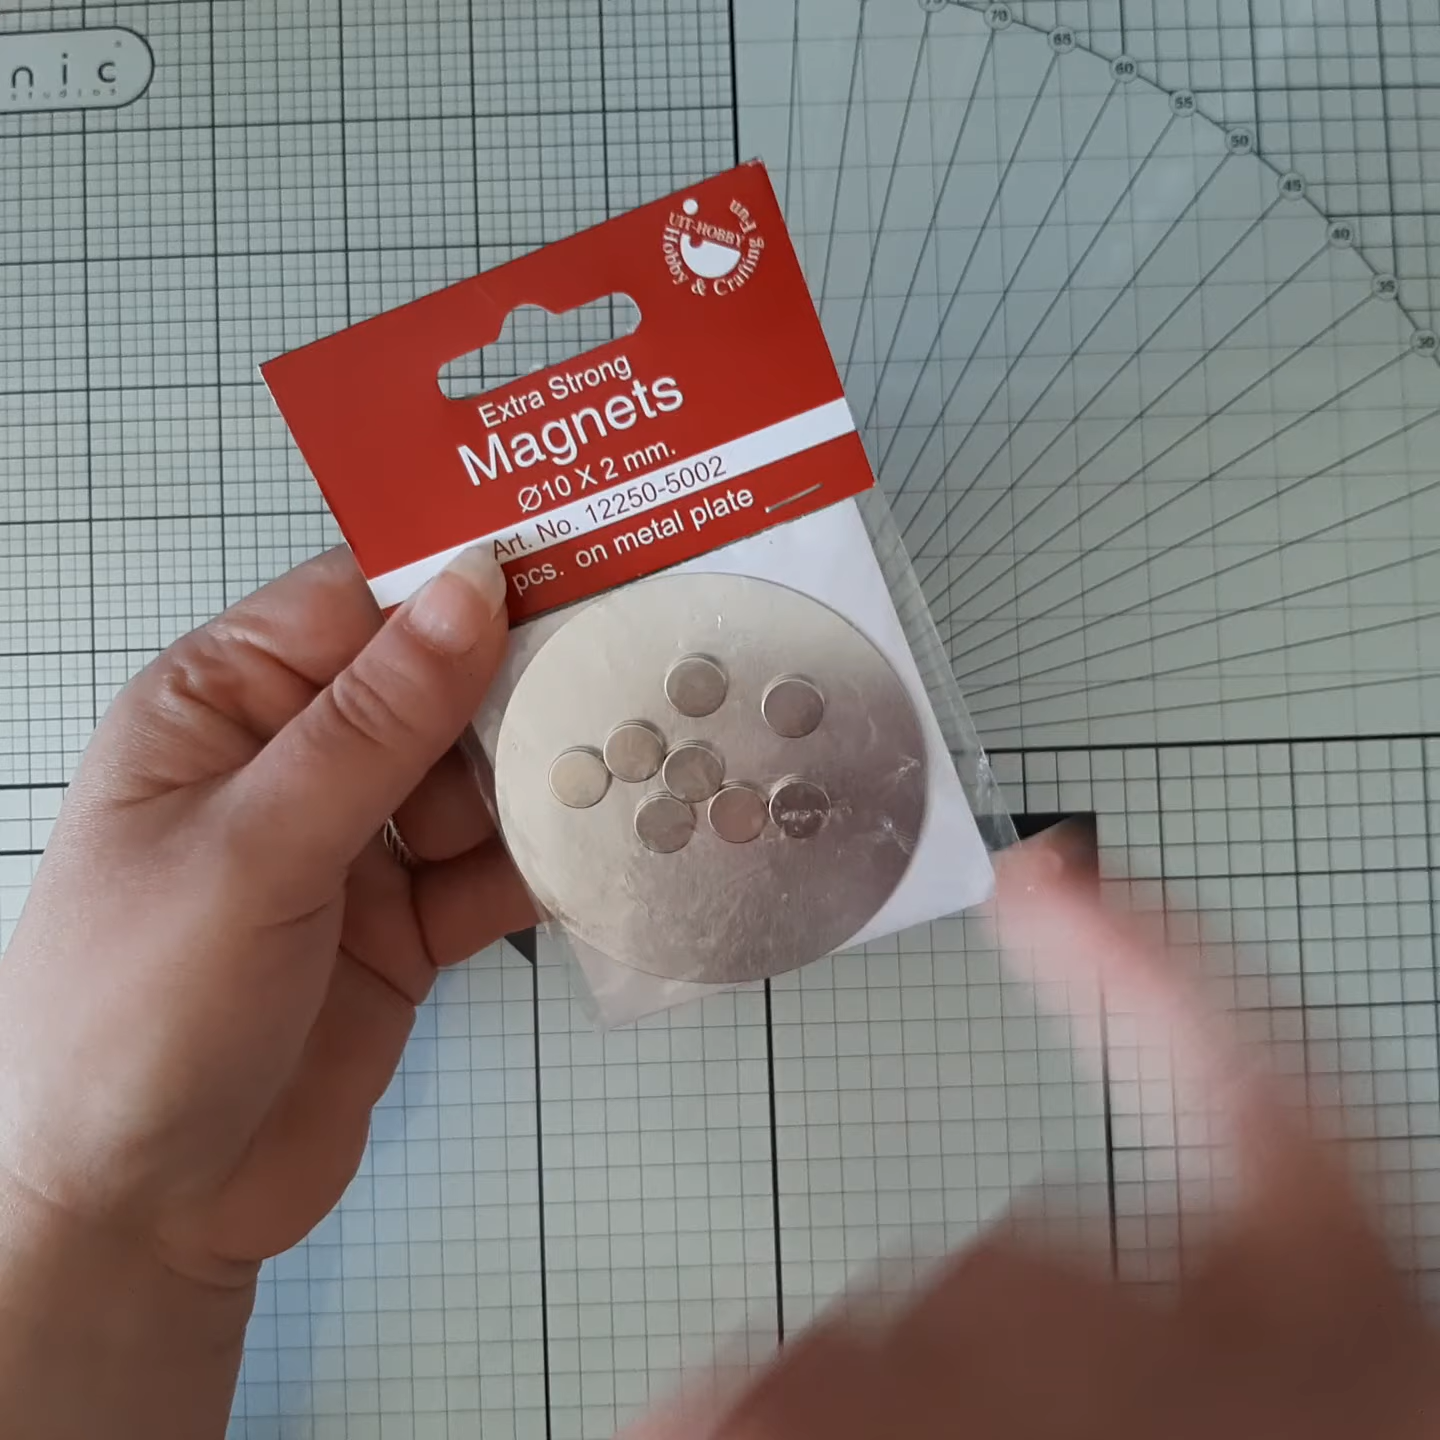 nic
studios
70
65
60
55
50
45
40
35
30
UIT-HOBBY
Hobby & Crafting Fun
Extra Strong
Magnets
Ø10 X 2 mm.
Art. No. 12250-5002
pcs. on metal plate